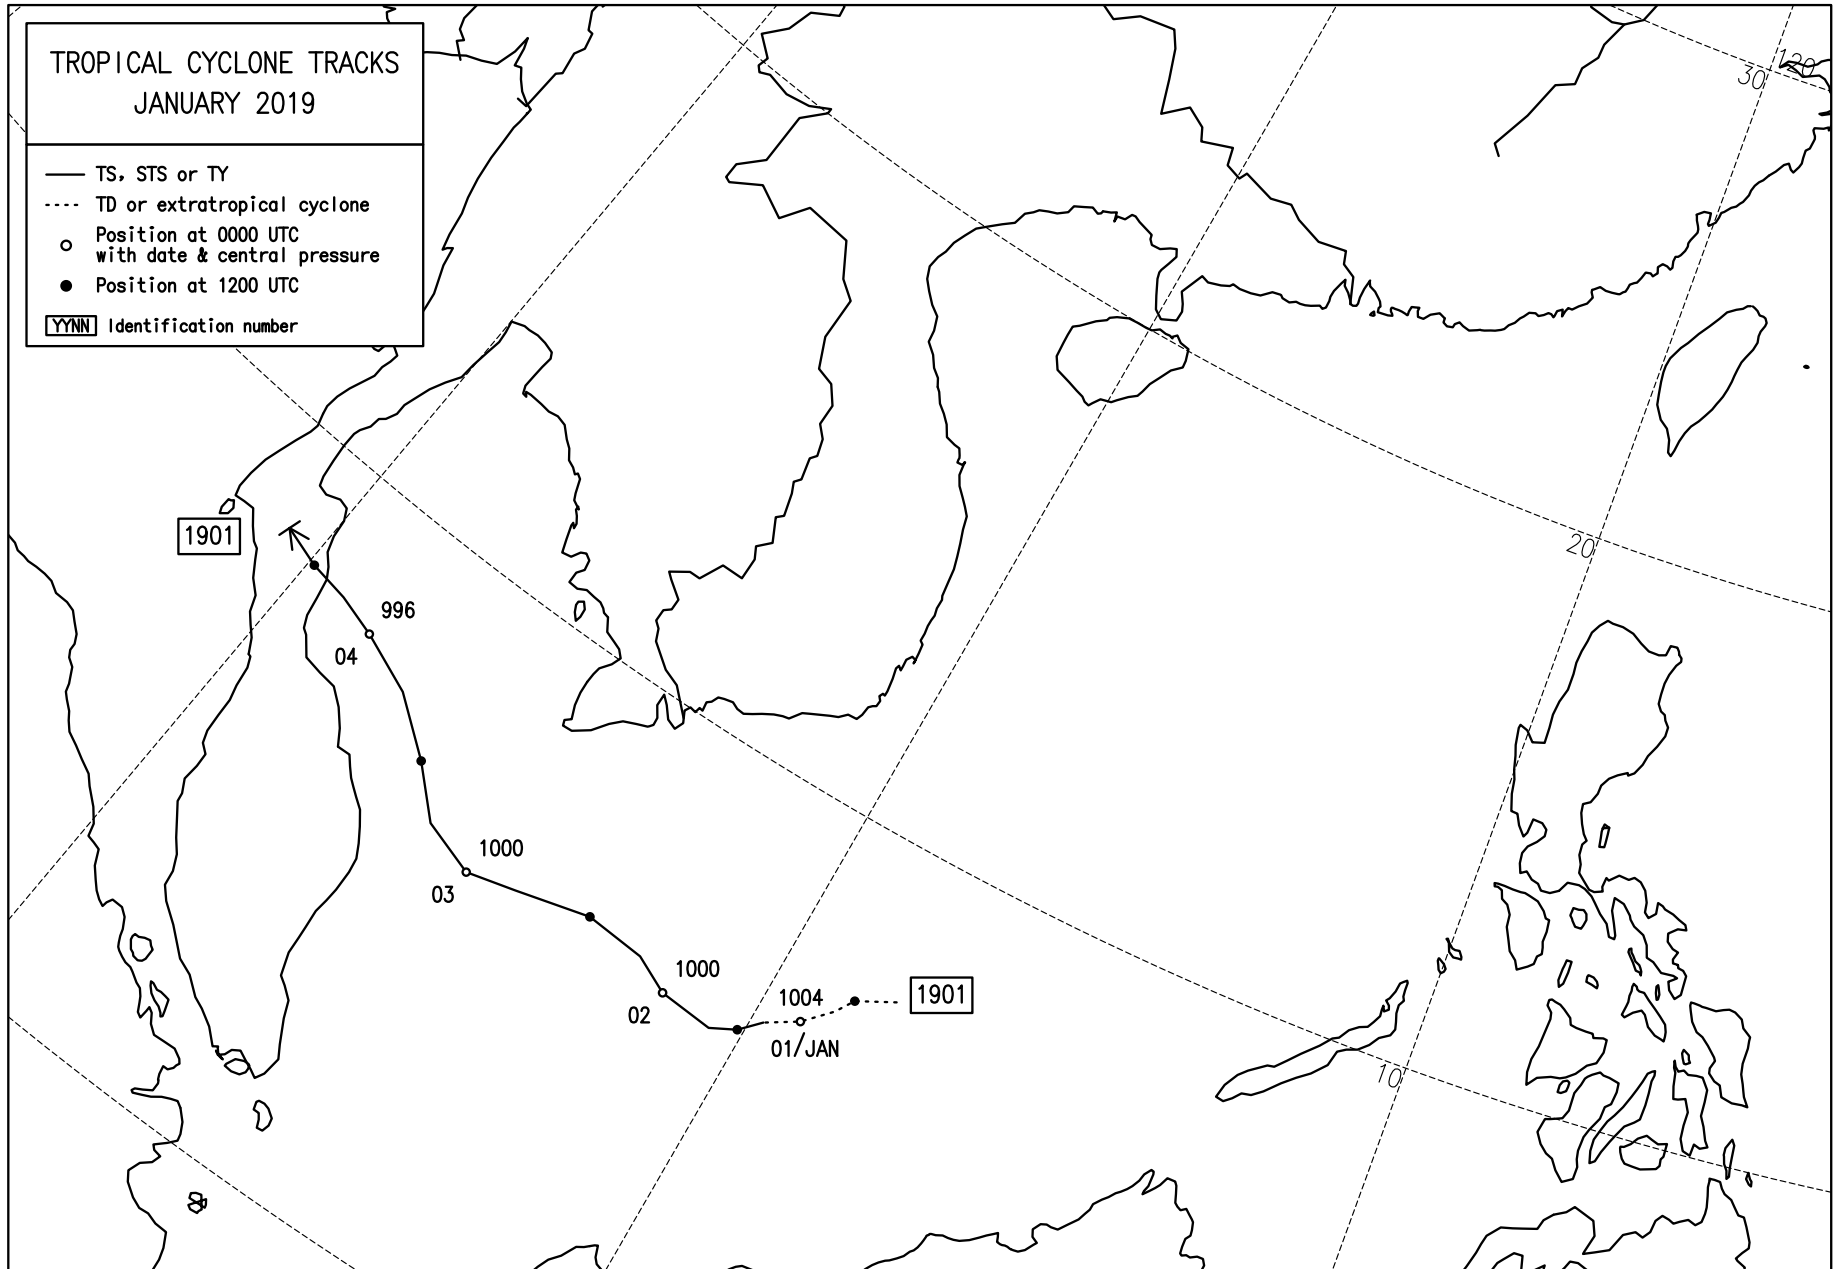 TROPICAL CYCLONE TRACKS
JANUARY 2019
TS, STS or TY
TD or extratropical cyclone
Position at 0000 UTC
with date & central pressure
Position at 1200 UTC
YYNN Identification number
120
30
20
10
1901
996
04
1000
03
1000
02
1004
01/JAN
1901